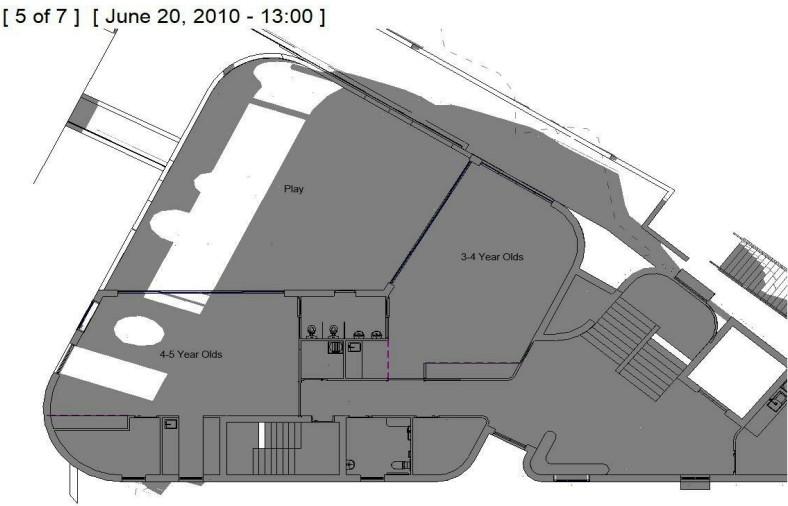 [ 5 of 7 ] [ June 20, 2010 - 13:00 ]
Play
3-4 Year Olds
4-5 Year Olds